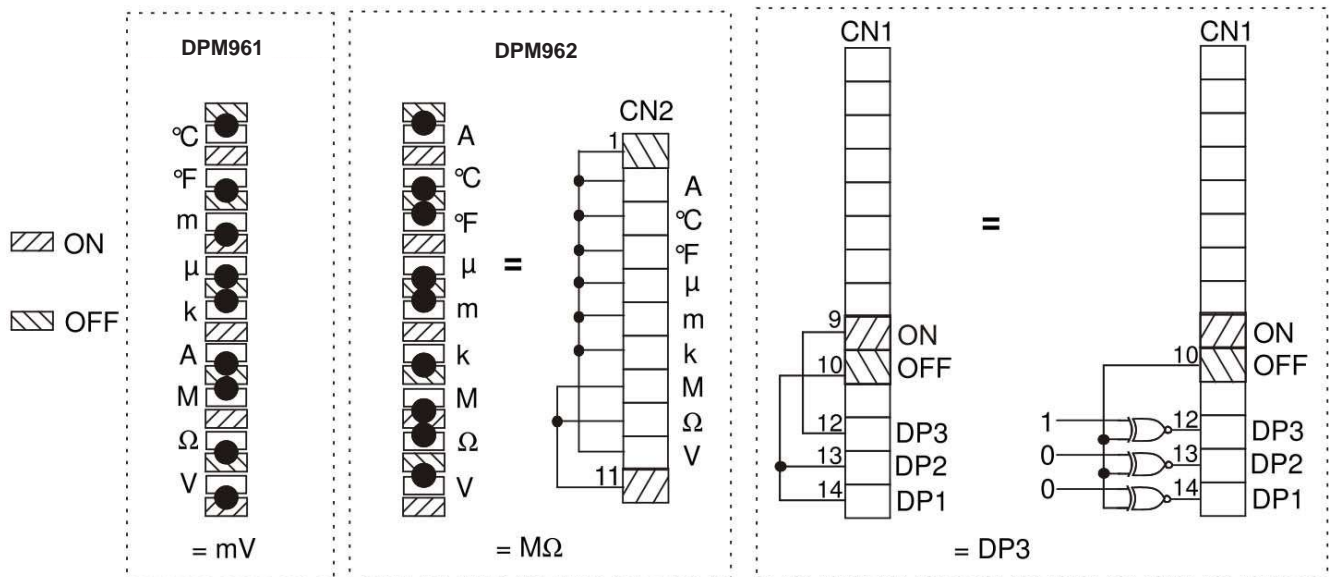 ON
OFF
DPM961
°C
°F
m
µ
k
A
M
Ω
V
= mV
DPM962
A
°C
°F
µ
m
k
M
Ω
V
=
CN2
1
A
°C
°F
µ
m
k
M
Ω
V
11
= MΩ
CN1
9 ON
10 OFF
12 DP3
13 DP2
14 DP1
=
CN1
ON
10 OFF
1 12 DP3
0 13 DP2
0 14 DP1
= DP3